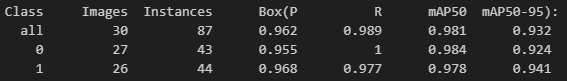 Class Images Instances Box(P R mAP50 mAP50-95):
all 30 87 0.962 0.989 0.981 0.932
0 27 43 0.955 1 0.984 0.924
1 26 44 0.968 0.977 0.978 0.941